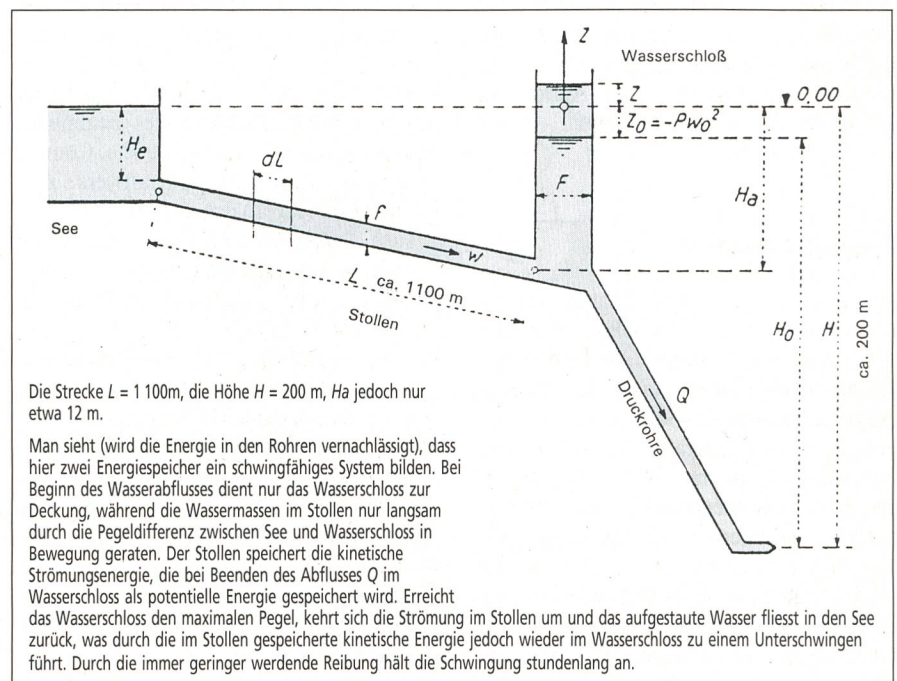 Z
Wasserschloß
Z
0,00
Z₀ = -Pw₀²
He
dL
F
Ha
f
See
w
L ca. 1100 m
Stollen
H₀
H
ca. 200 m
Q
Druckrohre
Die Strecke L = 1 100m, die Höhe H = 200 m, Ha jedoch nur
etwa 12 m.
Man sieht (wird die Energie in den Rohren vernachlässigt), dass
hier zwei Energiespeicher ein schwingfähiges System bilden. Bei
Beginn des Wasserabflusses dient nur das Wasserschloss zur
Deckung, während die Wassermassen im Stollen nur langsam
durch die Pegeldifferenz zwischen See und Wasserschloss in
Bewegung geraten. Der Stollen speichert die kinetische
Strömungsenergie, die bei Beenden des Abflusses Q im
Wasserschloss als potentielle Energie gespeichert wird. Erreicht
das Wasserschloss den maximalen Pegel, kehrt sich die Strömung im Stollen um und das aufgestaute Wasser fliesst in den See
zurück, was durch die im Stollen gespeicherte kinetische Energie jedoch wieder im Wasserschloss zu einem Unterschwingen
führt. Durch die immer geringer werdende Reibung hält die Schwingung stundenlang an.